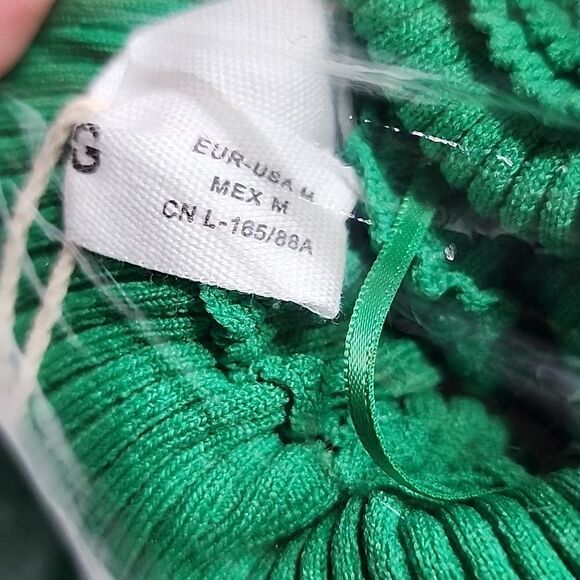 G
EUR-USA M
MEX M
CN L-165/88A